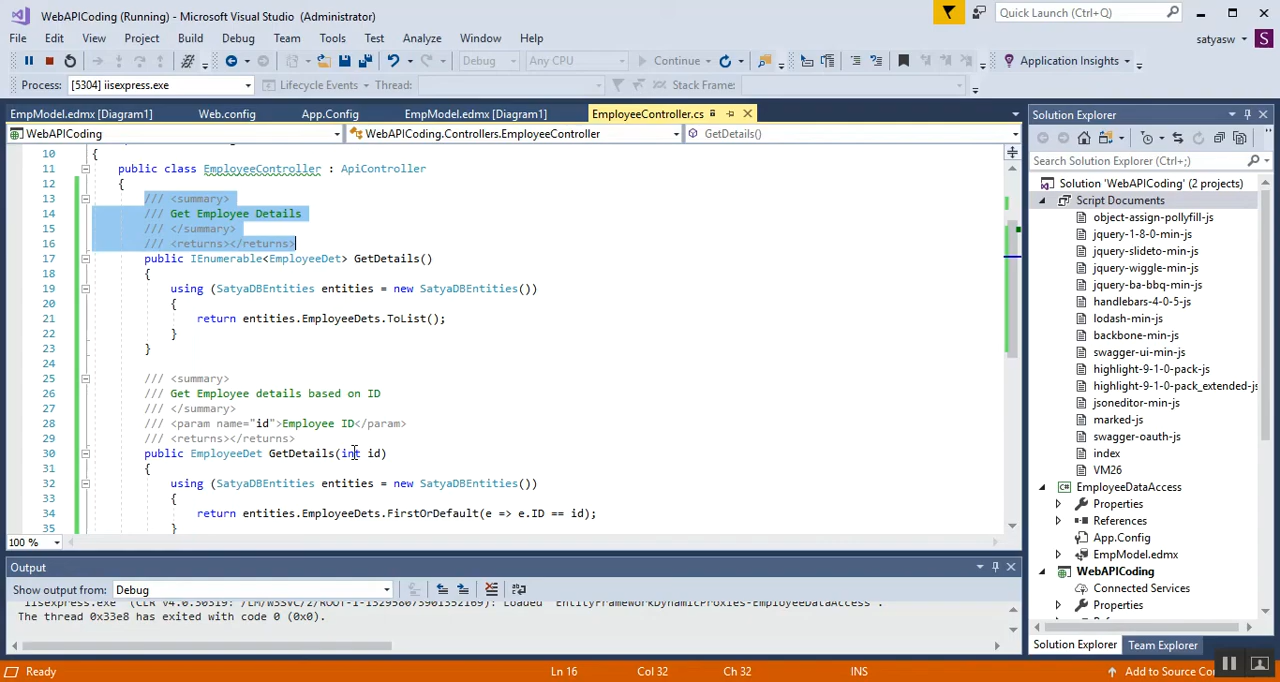 WebAPICoding (Running) - Microsoft Visual Studio (Administrator)
Quick Launch (Ctrl+Q)
File Edit View Project Build Debug Team Tools Test Analyze Window Help
satyasw S
Debug Any CPU Continue Application Insights
Process: [5304] iisexpress.exe Lifecycle Events Thread: Stack Frame:
EmpModel.edmx [Diagram1] Web.config App.Config EmpModel.edmx [Diagram1] EmployeeController.cs
WebAPICoding WebAPICoding.Controllers.EmployeeController GetDetails()
10 {
11 public class EmployeeController : ApiController
12 {
13 /// <summary>
14 /// Get Employee Details
15 /// </summary>
16 /// <returns></returns>
17 public IEnumerable<EmployeeDet> GetDetails()
18 {
19 using (SatyaDBEntities entities = new SatyaDBEntities())
20 {
21 return entities.EmployeeDets.ToList();
22 }
23 }
24
25 /// <summary>
26 /// Get Employee details based on ID
27 /// </summary>
28 /// <param name="id">Employee ID</param>
29 /// <returns></returns>
30 public EmployeeDet GetDetails(int id)
31 {
32 using (SatyaDBEntities entities = new SatyaDBEntities())
33 {
34 return entities.EmployeeDets.FirstOrDefault(e => e.ID == id);
35 }
100 %
Output
Show output from: Debug
The thread 0x33e8 has exited with code 0 (0x0).
Solution Explorer
Search Solution Explorer (Ctrl+;)
Solution 'WebAPICoding' (2 projects)
Script Documents
object-assign-pollyfill-js
jquery-1-8-0-min-js
jquery-slideto-min-js
jquery-wiggle-min-js
jquery-ba-bbq-min-js
handlebars-4-0-5-js
lodash-min-js
backbone-min-js
swagger-ui-min-js
highlight-9-1-0-pack-js
highlight-9-1-0-pack_extended-js
jsoneditor-min-js
marked-js
swagger-oauth-js
index
VM26
EmployeeDataAccess
Properties
References
App.Config
EmpModel.edmx
WebAPICoding
Connected Services
Properties
Solution Explorer Team Explorer
Ready Ln 16 Col 32 Ch 32 INS Add to Source Co